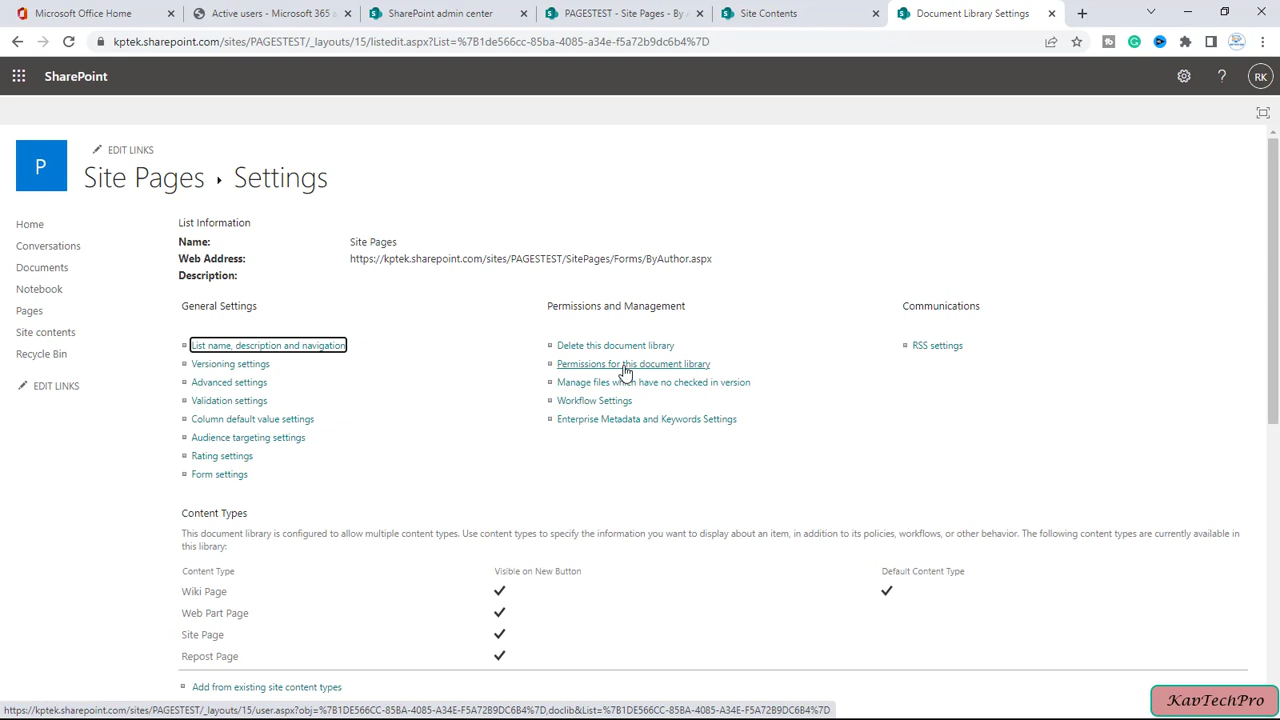 Microsoft Office Home
Active users - Microsoft 365 a
SharePoint admin center
PAGESTEST - Site Pages - By A
Site Contents
Document Library Settings
kptek.sharepoint.com/sites/PAGESTEST/_layouts/15/listedit.aspx?List=%7B1de566cc-85ba-4085-a34e-f5a72b9dc6b4%7D
SharePoint
RK
EDIT LINKS
P
Site Pages ▸ Settings
Home
Conversations
Documents
Notebook
Pages
Site contents
Recycle Bin
EDIT LINKS
List Information
Name: Site Pages
Web Address: https://kptek.sharepoint.com/sites/PAGESTEST/SitePages/Forms/ByAuthor.aspx
Description:
General Settings
List name, description and navigation
Versioning settings
Advanced settings
Validation settings
Column default value settings
Audience targeting settings
Rating settings
Form settings
Permissions and Management
Delete this document library
Permissions for this document library
Manage files which have no checked in version
Workflow Settings
Enterprise Metadata and Keywords Settings
Communications
RSS settings
Content Types
This document library is configured to allow multiple content types. Use content types to specify the information you want to display about an item, in addition to its policies, workflows, or other behavior. The following content types are currently available in
this library:
Content Type Visible on New Button Default Content Type
Wiki Page ✓ ✓
Web Part Page ✓
Site Page ✓
Repost Page ✓
Add from existing site content types
https://kptek.sharepoint.com/sites/PAGESTEST/_layouts/15/user.aspx?obj=%7B1DE566CC-85BA-4085-A34E-F5A72B9DC6B4%7D,doclib&List=%7B1DE566CC-85BA-4085-A34E-F5A72B9DC6B4%7D
KavTechPro